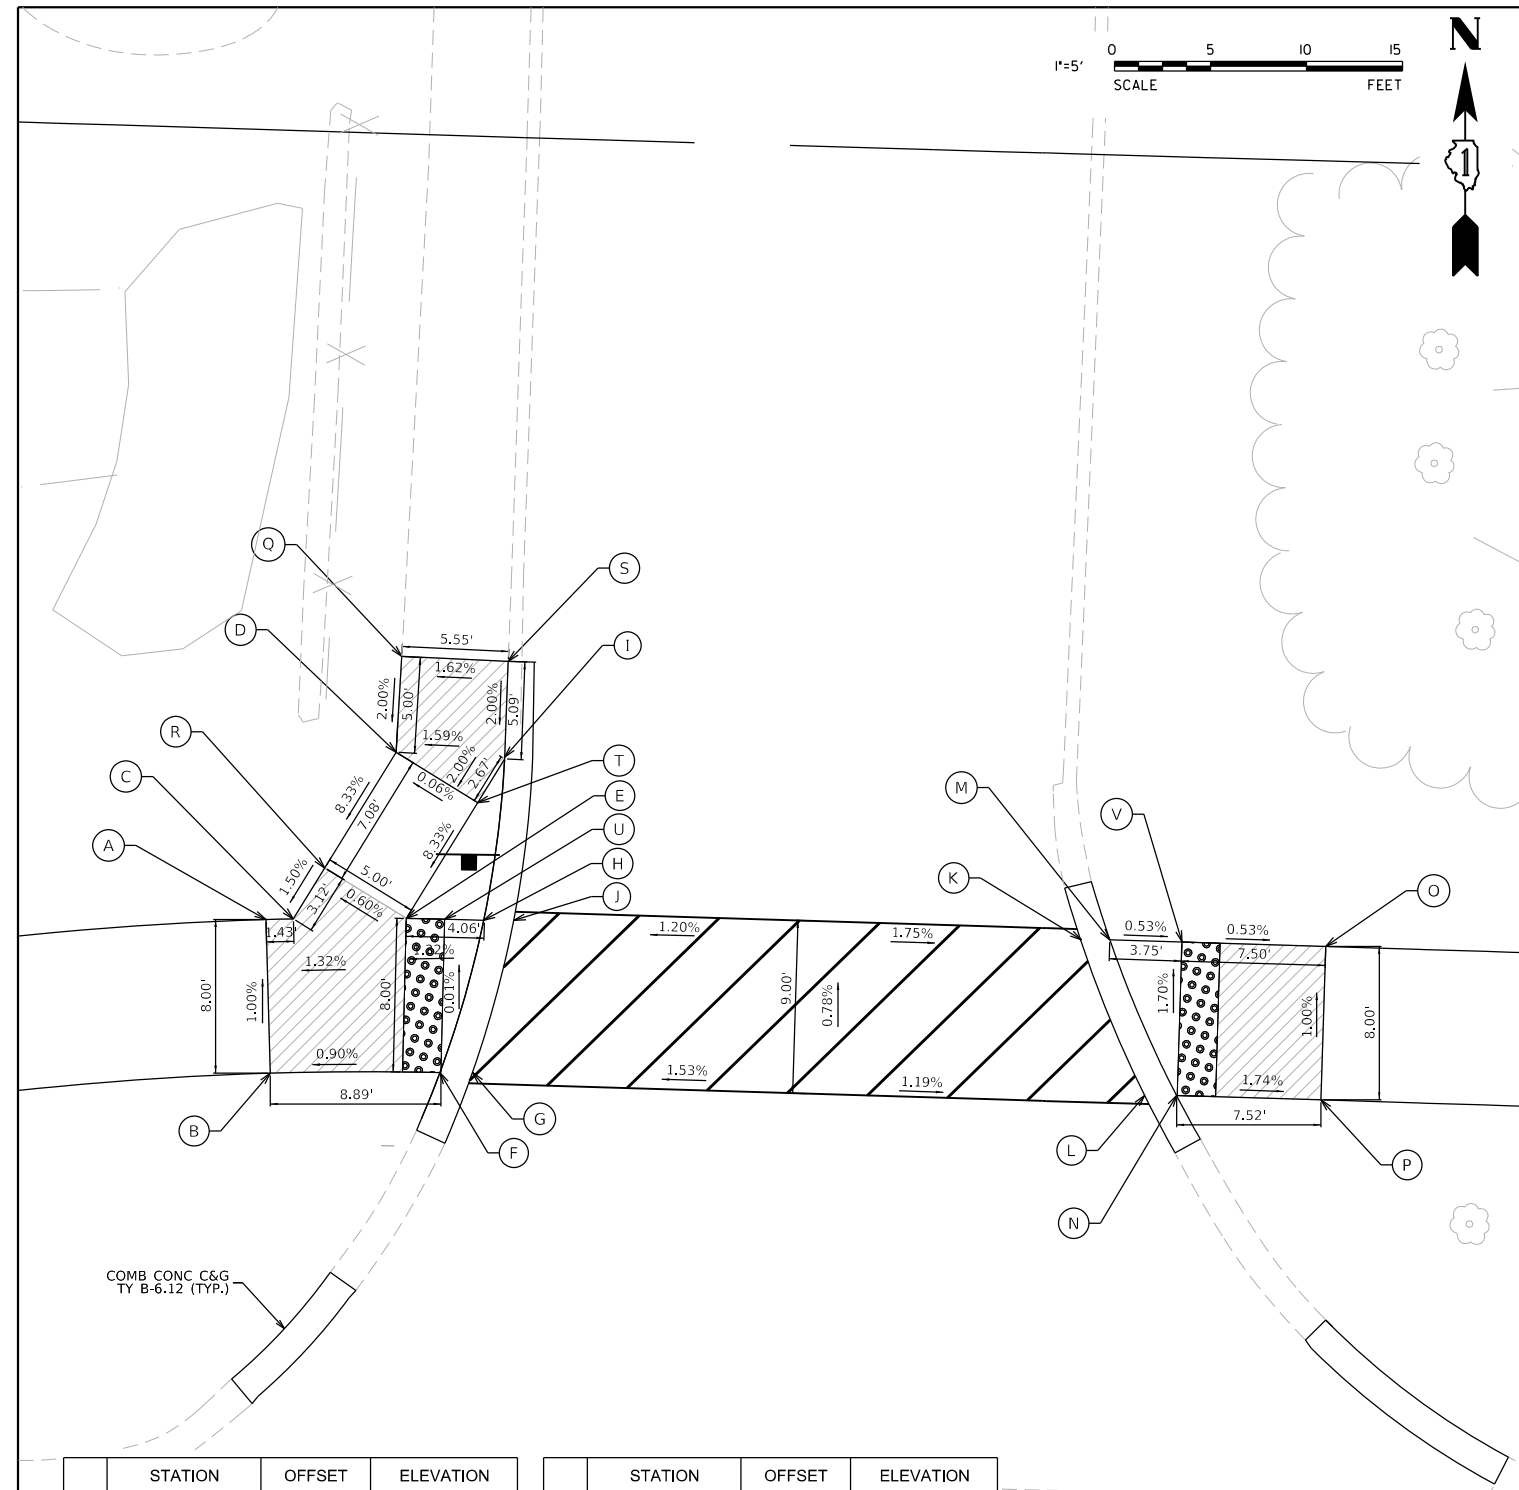 N
0 5 10 15
1"=5'
SCALE FEET
1
Q
S
5.55'
D
I
1.62%
2.00%
5.00'
2.00%
5.09'
R
1.59%
2.00%
2.67'
T
C
0.06%
8.33%
7.08'
M
E
V
8.33%
U
A
1.50%
5.00'
H
K
3.12'
0.60%
J
O
1.43'
4.06'
1.20%
1.75%
0.53%
0.53%
3.75'
7.50'
1.32%
8.00'
1.00%
8.00'
0.01%
9.00'
0.78%
1.70%
1.00%
8.00'
0.90%
1.53%
1.19%
1.74%
8.89'
7.52'
B
G
F
L
P
N
COMB CONC C&G
TY B-6.12 (TYP.)
STATION OFFSET ELEVATION STATION OFFSET ELEVATION